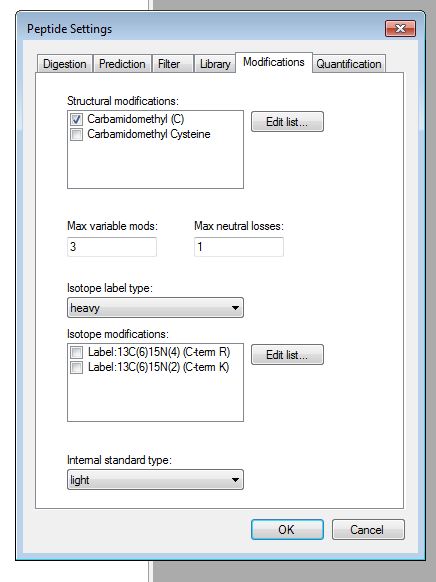 Peptide Settings
Digestion Prediction Filter Library Modifications Quantification
Structural modifications:
Carbamidomethyl (C)
Edit list...
Carbamidomethyl Cysteine
Max variable mods: Max neutral losses:
3 1
Isotope label type:
heavy
Isotope modifications:
Label:13C(6)15N(4) (C-term R)
Edit list...
Label:13C(6)15N(2) (C-term K)
Internal standard type:
light
OK Cancel